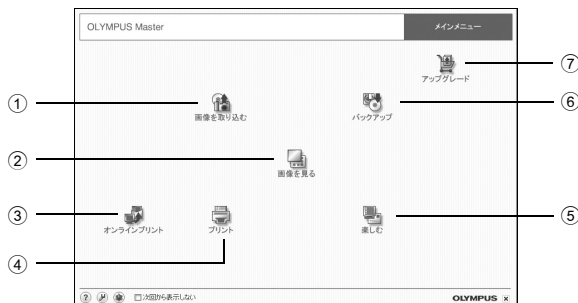 OLYMPUS Master
メインメニュー
⑦
アップグレード
①
画像を取り込む
バックアップ
⑥
②
画像を見る
③
オンラインプリント
プリント
楽しむ
⑤
④
?
次回から表示しない
OLYMPUS